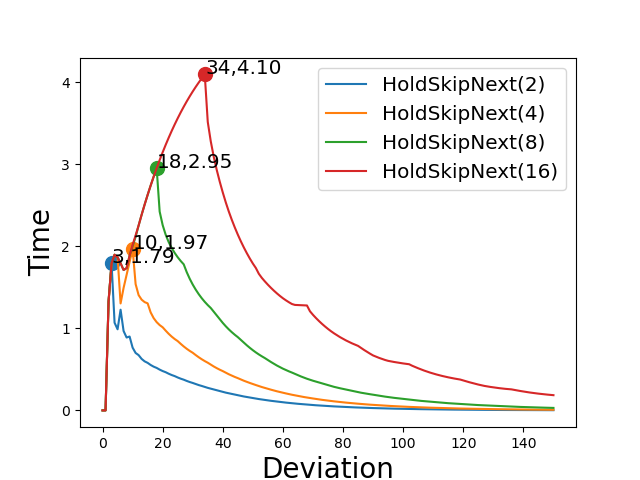 34,4.10
HoldSkipNext(2)
HoldSkipNext(4)
HoldSkipNext(8)
HoldSkipNext(16)
18,2.95
10,1.97
3,1.79
Time
4
3
2
1
0
0 20 40 60 80 100 120 140
Deviation